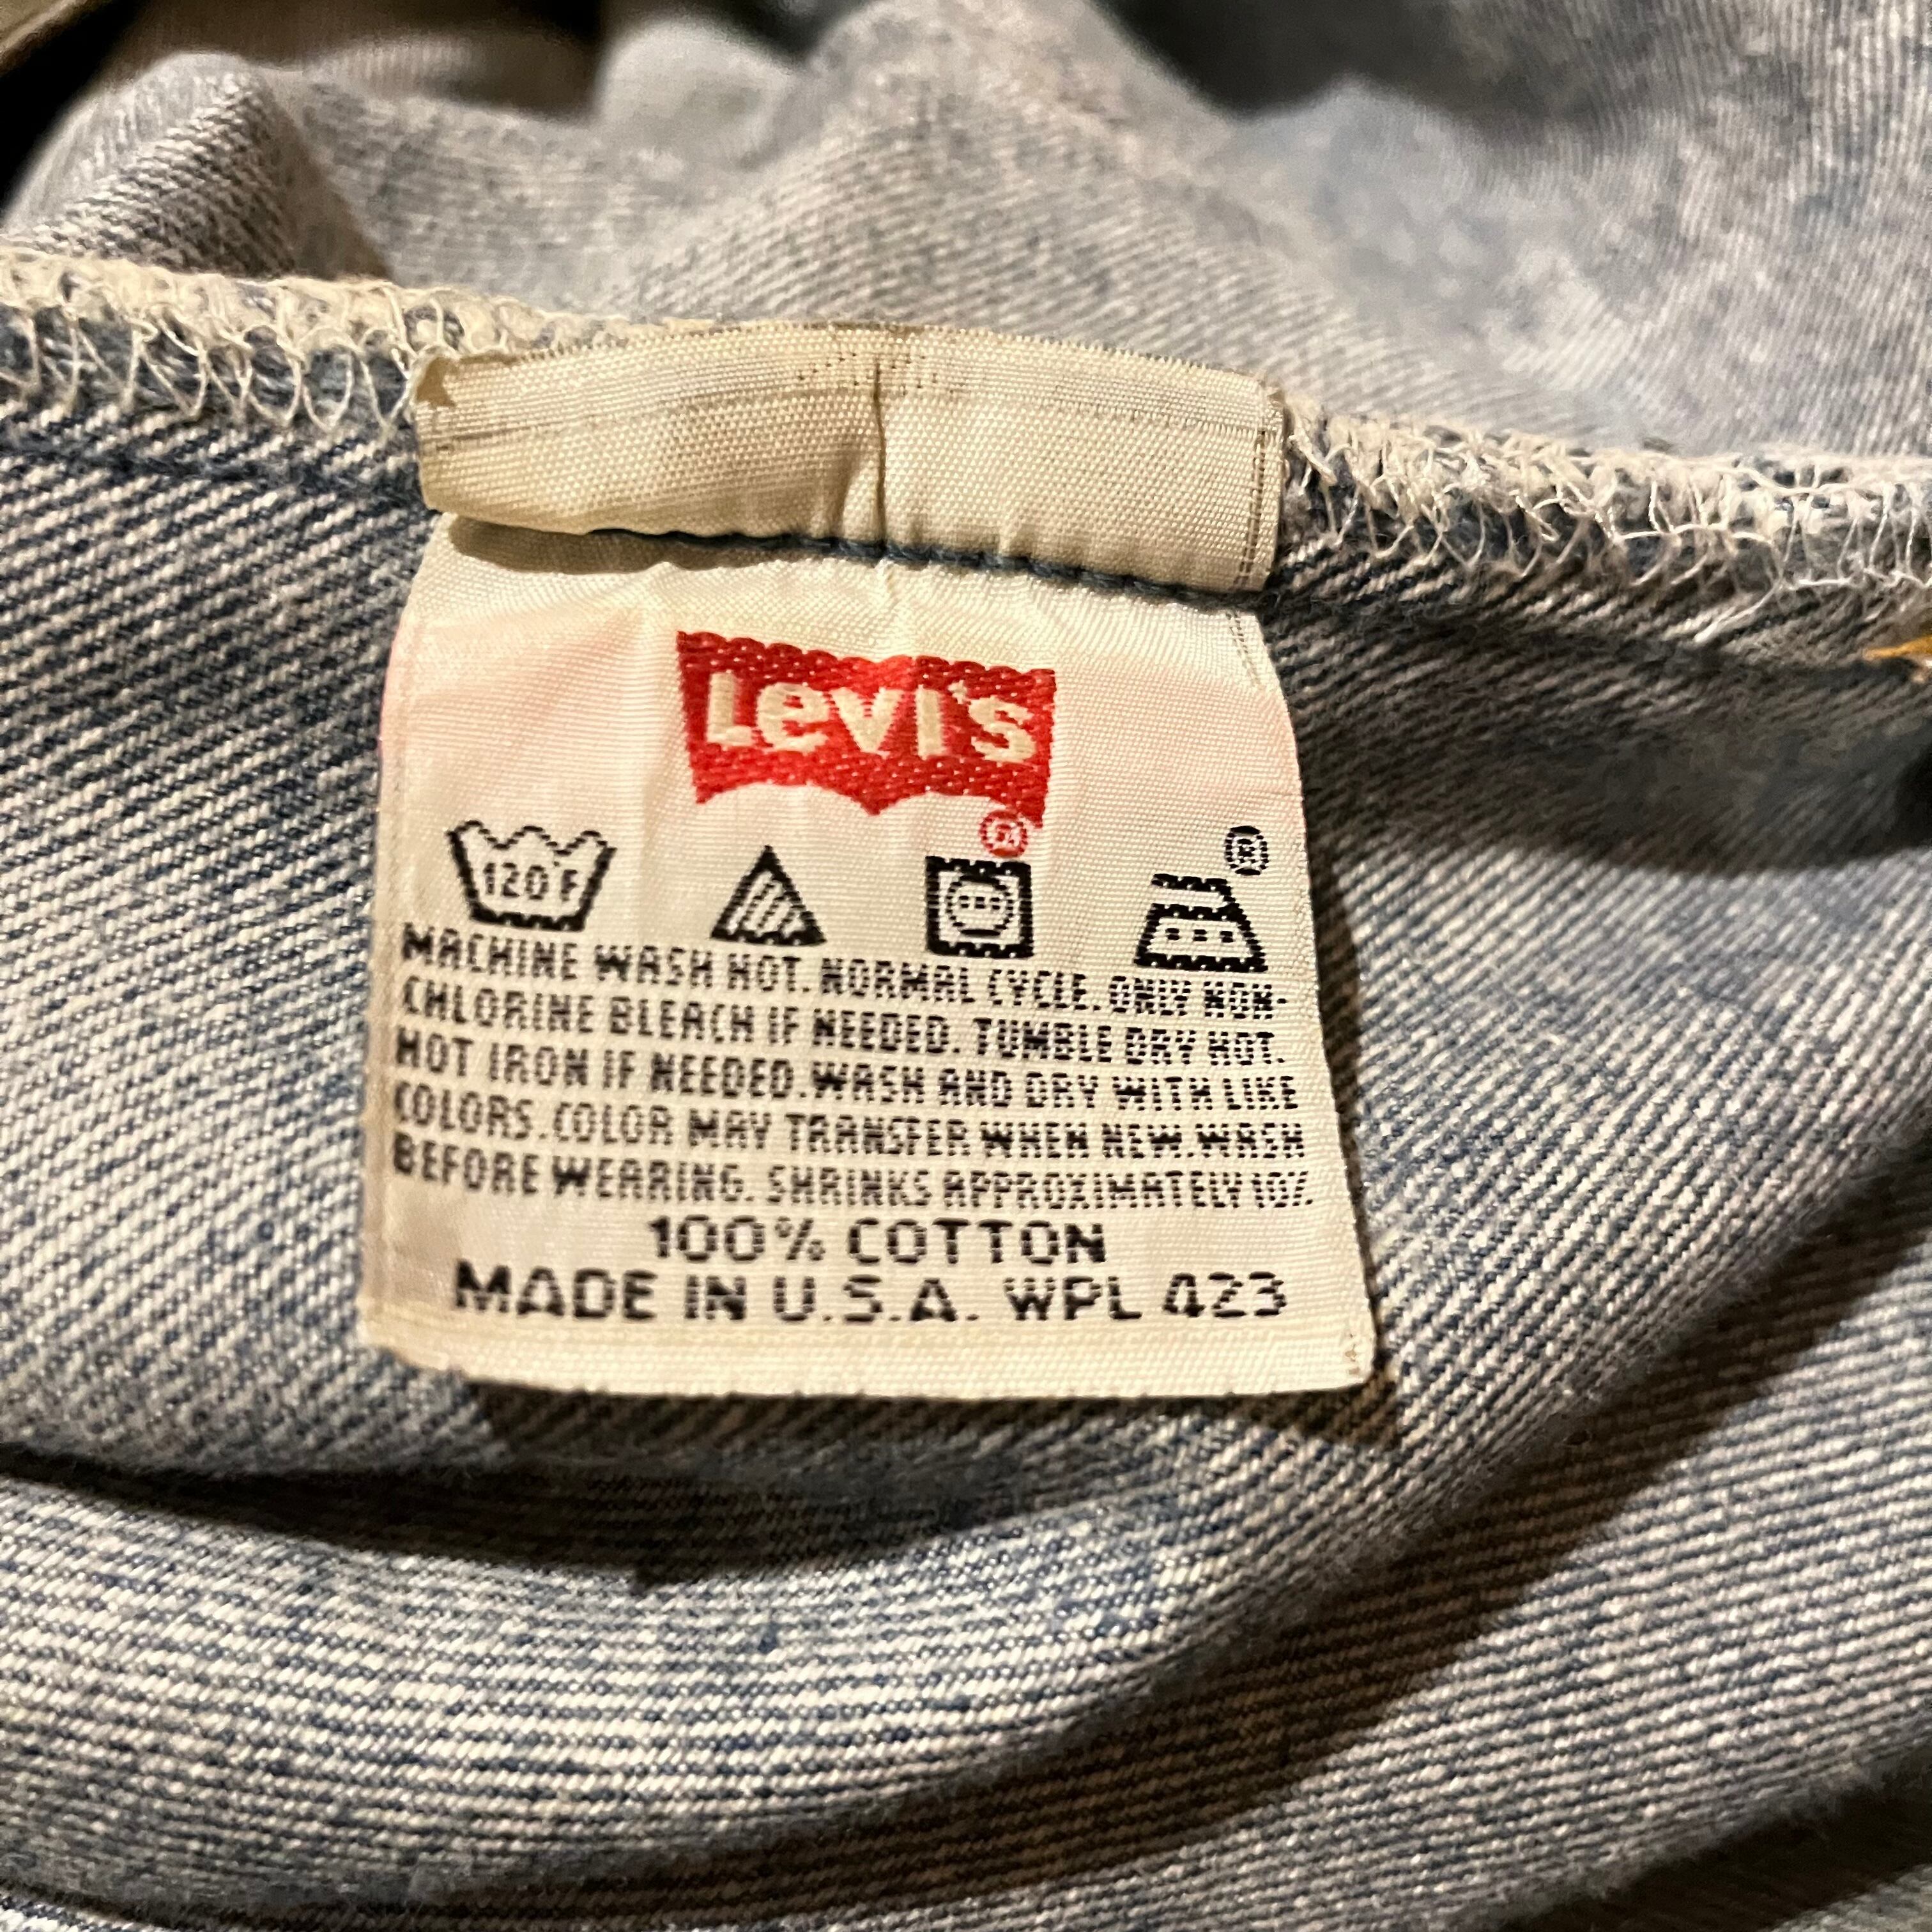 Levi's
®
®
120°F
MACHINE WASH HOT. NORMAL CYCLE. ONLY NON-
CHLORINE BLEACH IF NEEDED. TUMBLE DRY HOT.
HOT IRON IF NEEDED. WASH AND DRY WITH LIKE
COLORS. COLOR MAY TRANSFER WHEN NEW. WASH
BEFORE WEARING. SHRINKS APPROXIMATELY 10%.
100% COTTON
MADE IN U.S.A. WPL 423